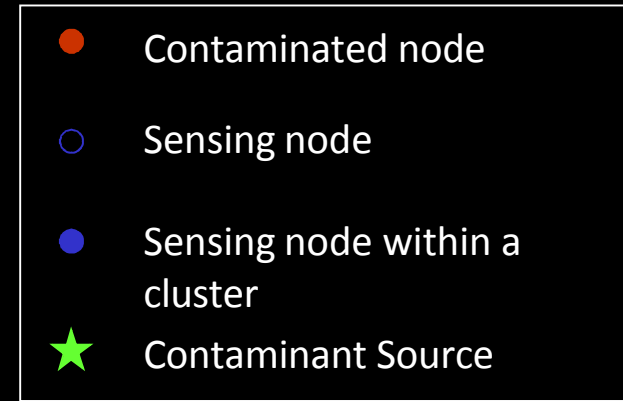 Contaminated node
Sensing node
Sensing node within a
cluster
Contaminant Source